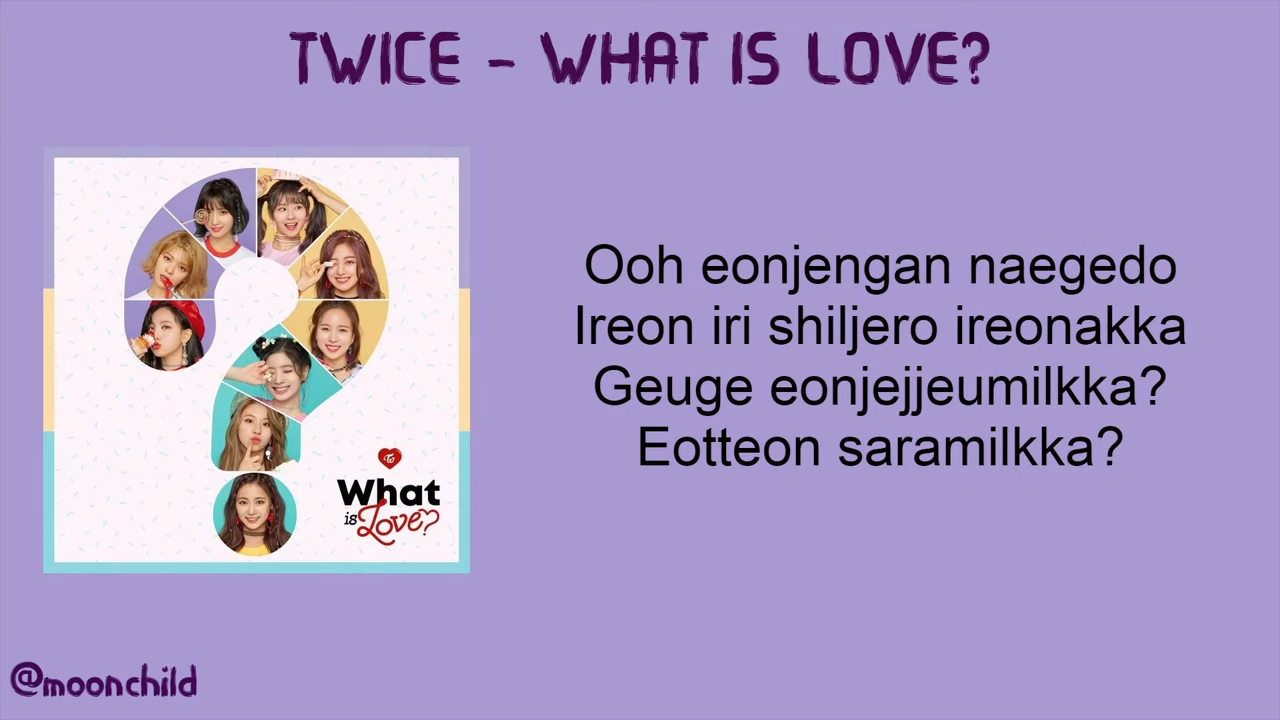 TWICE - WHAT IS LOVE?
Ooh eonjengan naegedo
Ireon iri shiljero ireonakka
Geuge eonjejjeumilkka?
Eotteon saramilkka?
What
is Love?
@moonchild